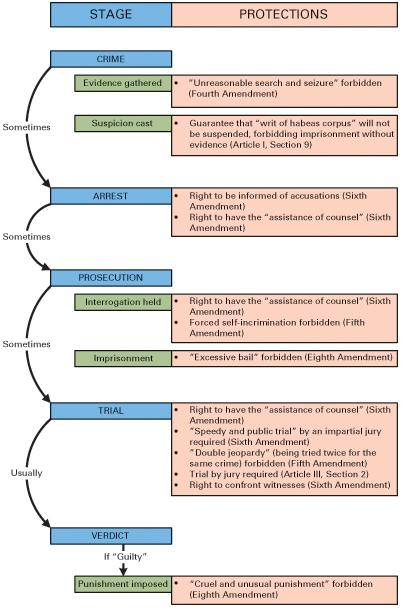 STAGE PROTECTIONS
CRIME
Evidence gathered
• "Unreasonable search and seizure" forbidden
(Fourth Amendment)
Suspicion cast
• Guarantee that "writ of habeas corpus" will not
be suspended, forbidding imprisonment without
evidence (Article I, Section 9)
Sometimes
ARREST
• Right to be informed of accusations (Sixth
Amendment)
• Right to have the "assistance of counsel" (Sixth
Amendment)
Sometimes
PROSECUTION
Interrogation held
• Right to have the "assistance of counsel" (Sixth
Amendment)
• Forced self-incrimination forbidden (Fifth
Amendment)
Sometimes
Imprisonment
• "Excessive bail" forbidden (Eighth Amendment)
TRIAL
• Right to have the "assistance of counsel" (Sixth
Amendment)
• "Speedy and public trial" by an impartial jury
required (Sixth Amendment)
• "Double jeopardy" (being tried twice for the
same crime) forbidden (Fifth Amendment)
• Trial by jury required (Article III, Section 2)
• Right to confront witnesses (Sixth Amendment)
Usually
VERDICT
If "Guilty"
Punishment imposed
• "Cruel and unusual punishment" forbidden
(Eighth Amendment)